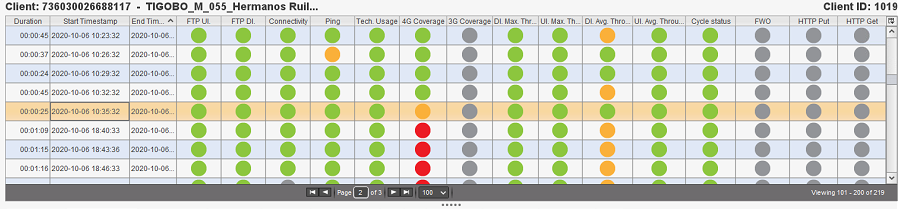 Client: 736030026688117 - TIGOBO_M_055_Hermanos Ruil... Client ID: 1019
Duration Start Timestamp End Tim... FTP Ul. FTP Dl. Connectivity Ping Tech. Usage 4G Coverage 3G Coverage Dl. Max. Thr... Ul. Max. Thr... Dl. Avg. Thro... Ul. Avg. Throu... Cycle status FWO HTTP Put HTTP Get
00:00:45 2020-10-06 10:23:32 2020-10-06...
00:00:37 2020-10-06 10:26:32 2020-10-06...
00:00:24 2020-10-06 10:29:32 2020-10-06...
00:00:45 2020-10-06 10:32:32 2020-10-06...
00:00:25 2020-10-06 10:35:32 2020-10-06...
00:01:09 2020-10-06 18:40:33 2020-10-06...
00:01:15 2020-10-06 18:43:36 2020-10-06...
00:01:16 2020-10-06 18:46:33 2020-10-06...
Page 2 of 3 100 Viewing 101 - 200 of 219